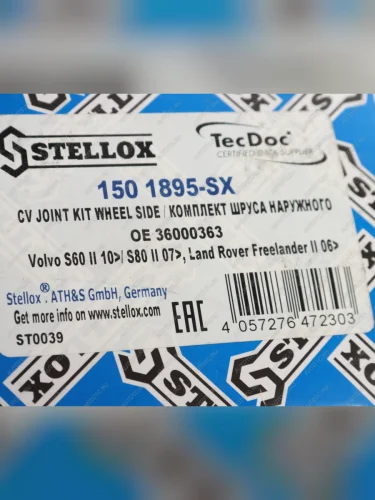 STELLOX
TecDoc
CERTIFIED DATA SUPPLIER
150 1895-SX
CV JOINT KIT WHEEL SIDE / КОМПЛЕКТ ШРУСА НАРУЖНОГО
OE 36000363
Volvo S60 II 10>/ S80 II 07>, Land Rover Freelander II 06>
Stellox ® . ATH&S GmbH, Germany
Get more info on www.stellox.com
ST0039
EAC
4 057276 472303
STELLOX